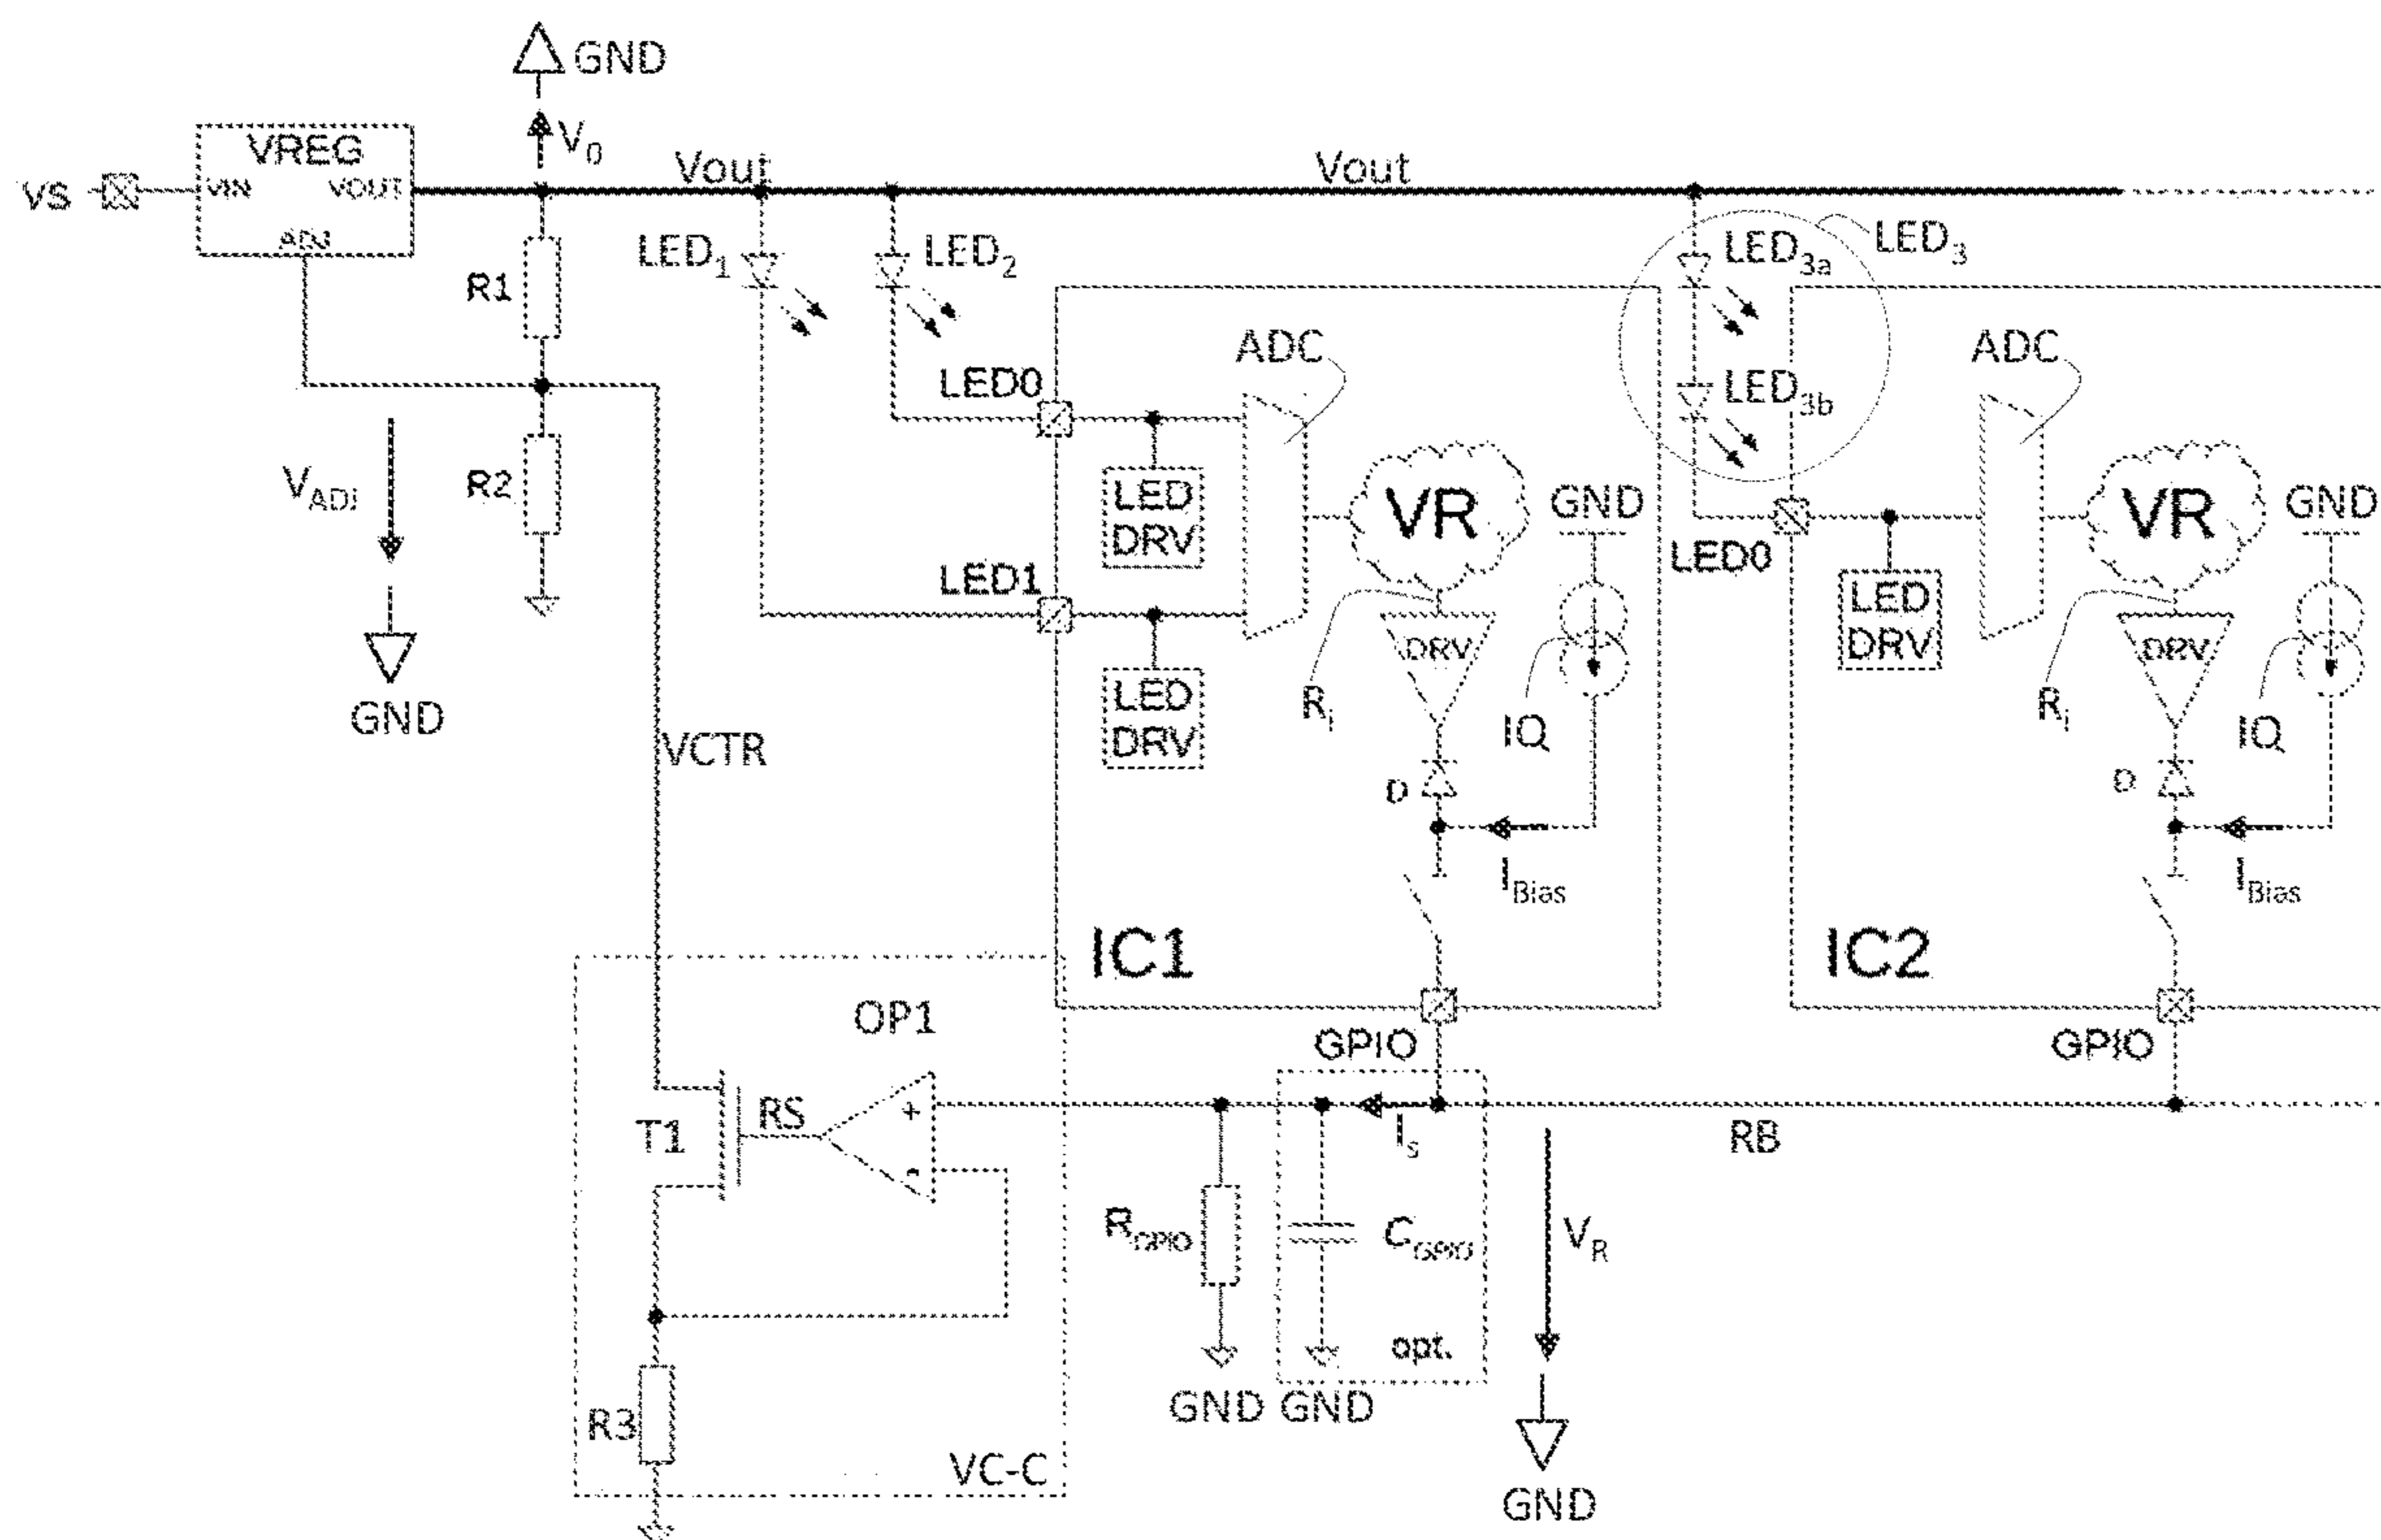 GND
V0
VREG
VS
VIN
VOUT
ADJ
Vout
Vout
LED1
LED2
LED3a
LED3
R1
ADC
ADC
LED0
LED3b
R2
VADJ
LED
DRV
VR
GND
VR
GND
LED0
LED1
LED
DRV
DRV
DRV
GND
LED
DRV
Ri
IQ
Ri
IQ
VCTR
D
D
IBias
IBias
IC1
IC2
OP1
GPIO
GPIO
T1
RS
+
-
Is
RB
RGPIO
CGPIO
VR
opt.
GND
GND
R3
VC-C
GND